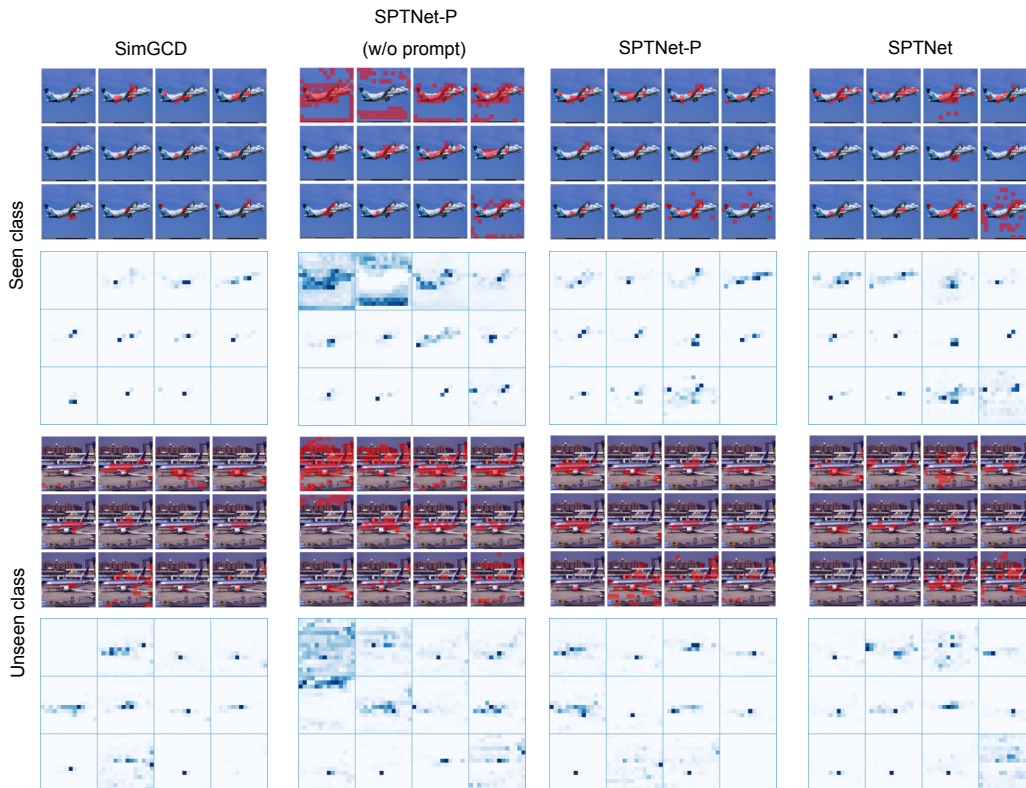 SimGCD
SPTNet-P
(w/o prompt)
SPTNet-P
SPTNet
Seen class
Unseen class